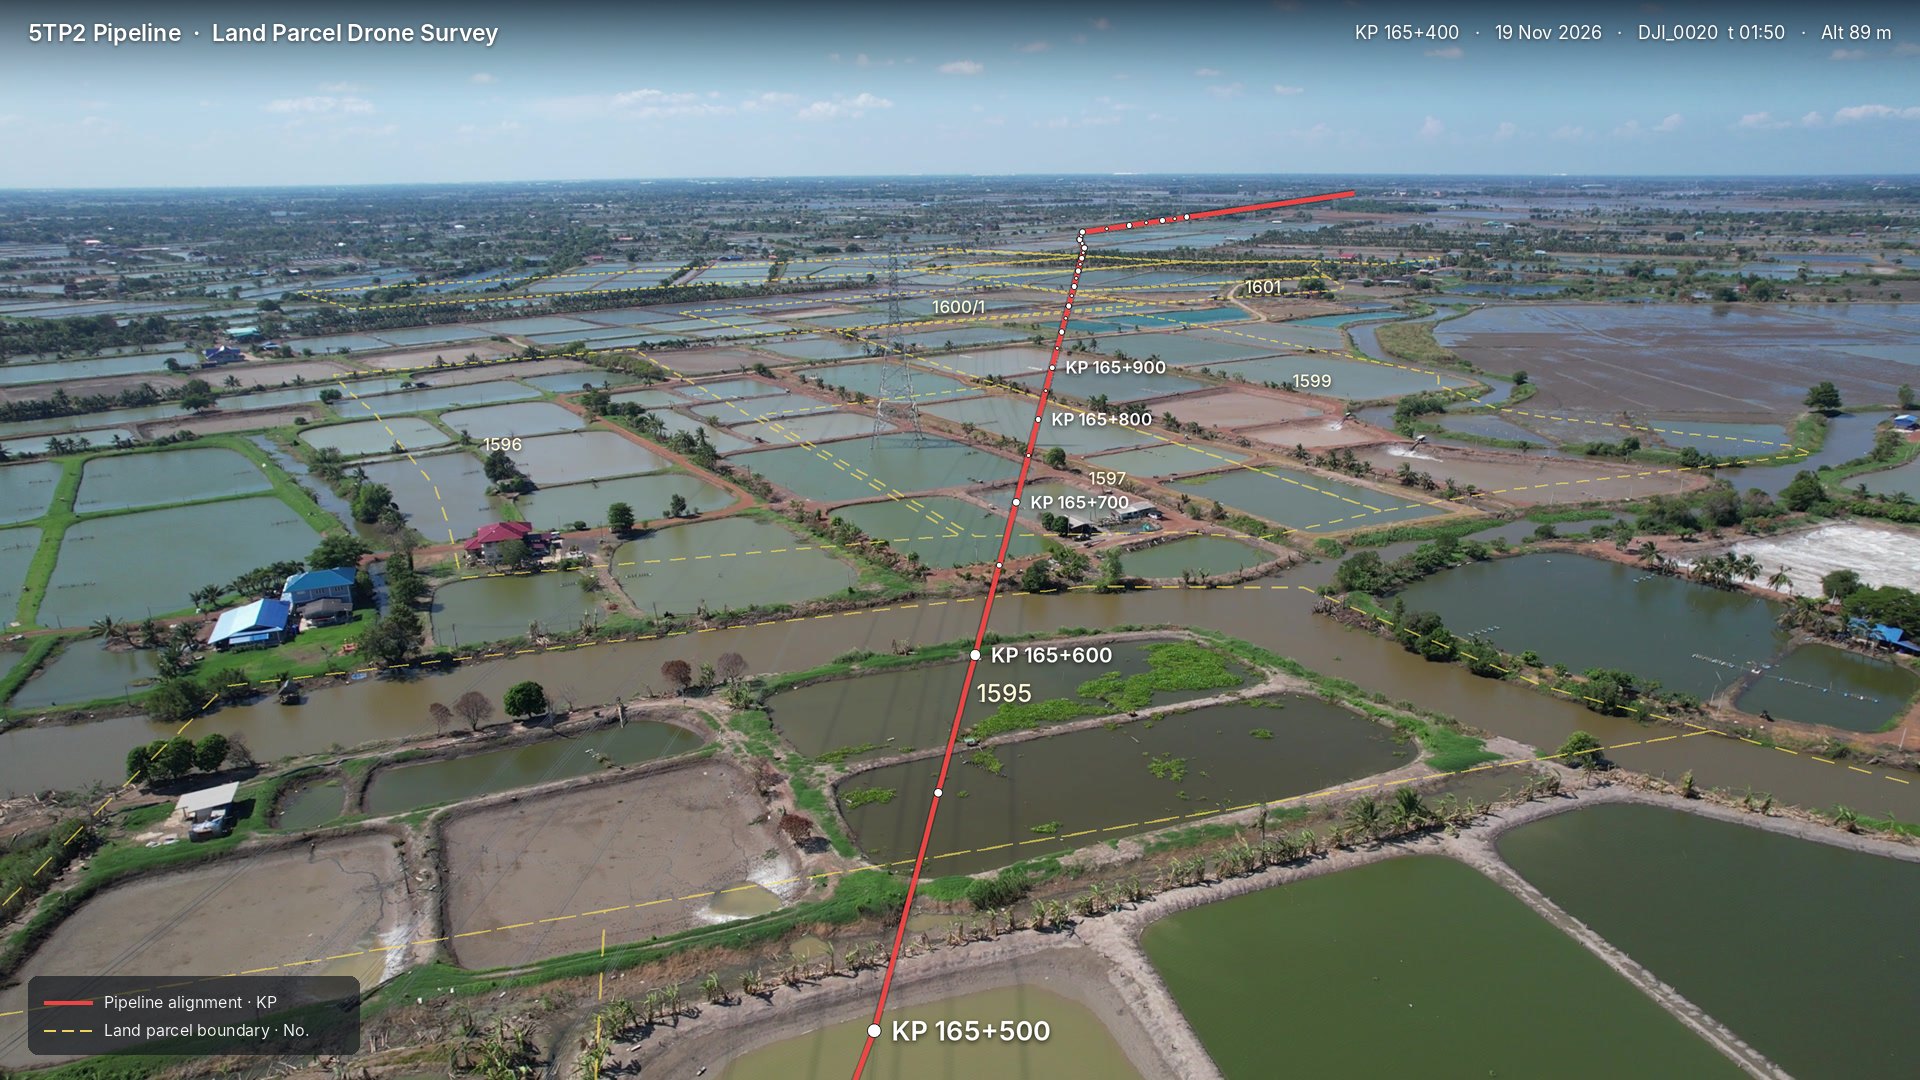 5TP2 Pipeline · Land Parcel Drone Survey
KP 165+400 · 19 Nov 2026 · DJI_0020 t 01:50 · Alt 89 m
1601
1600/1
KP 165+900
1599
KP 165+800
1596
1597
KP 165+700
KP 165+600
1595
Pipeline alignment · KP
Land parcel boundary · No.
KP 165+500